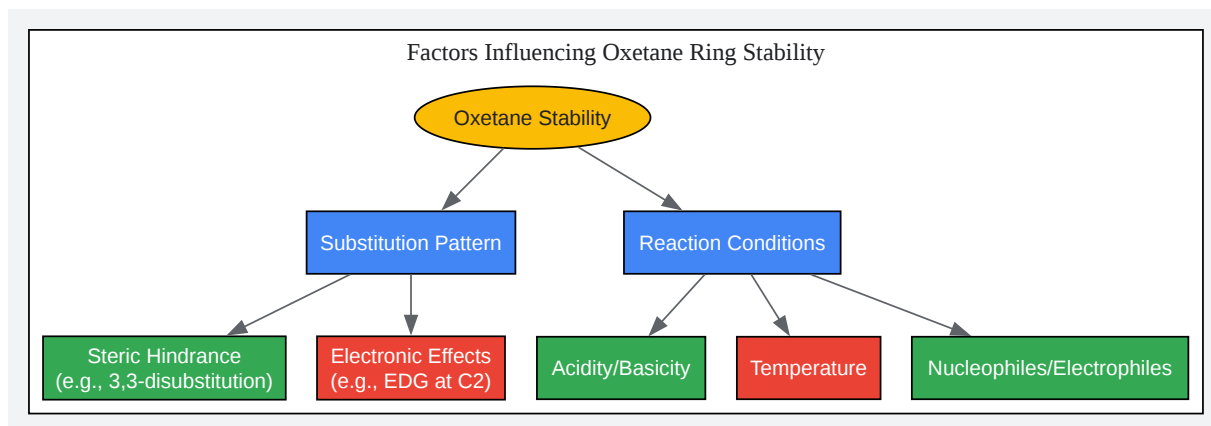 Factors Influencing Oxetane Ring Stability
Oxetane Stability
Substitution Pattern
Reaction Conditions
Steric Hindrance
(e.g., 3,3-disubstitution)
Electronic Effects
(e.g., EDG at C2)
Acidity/Basicity
Temperature
Nucleophiles/Electrophiles